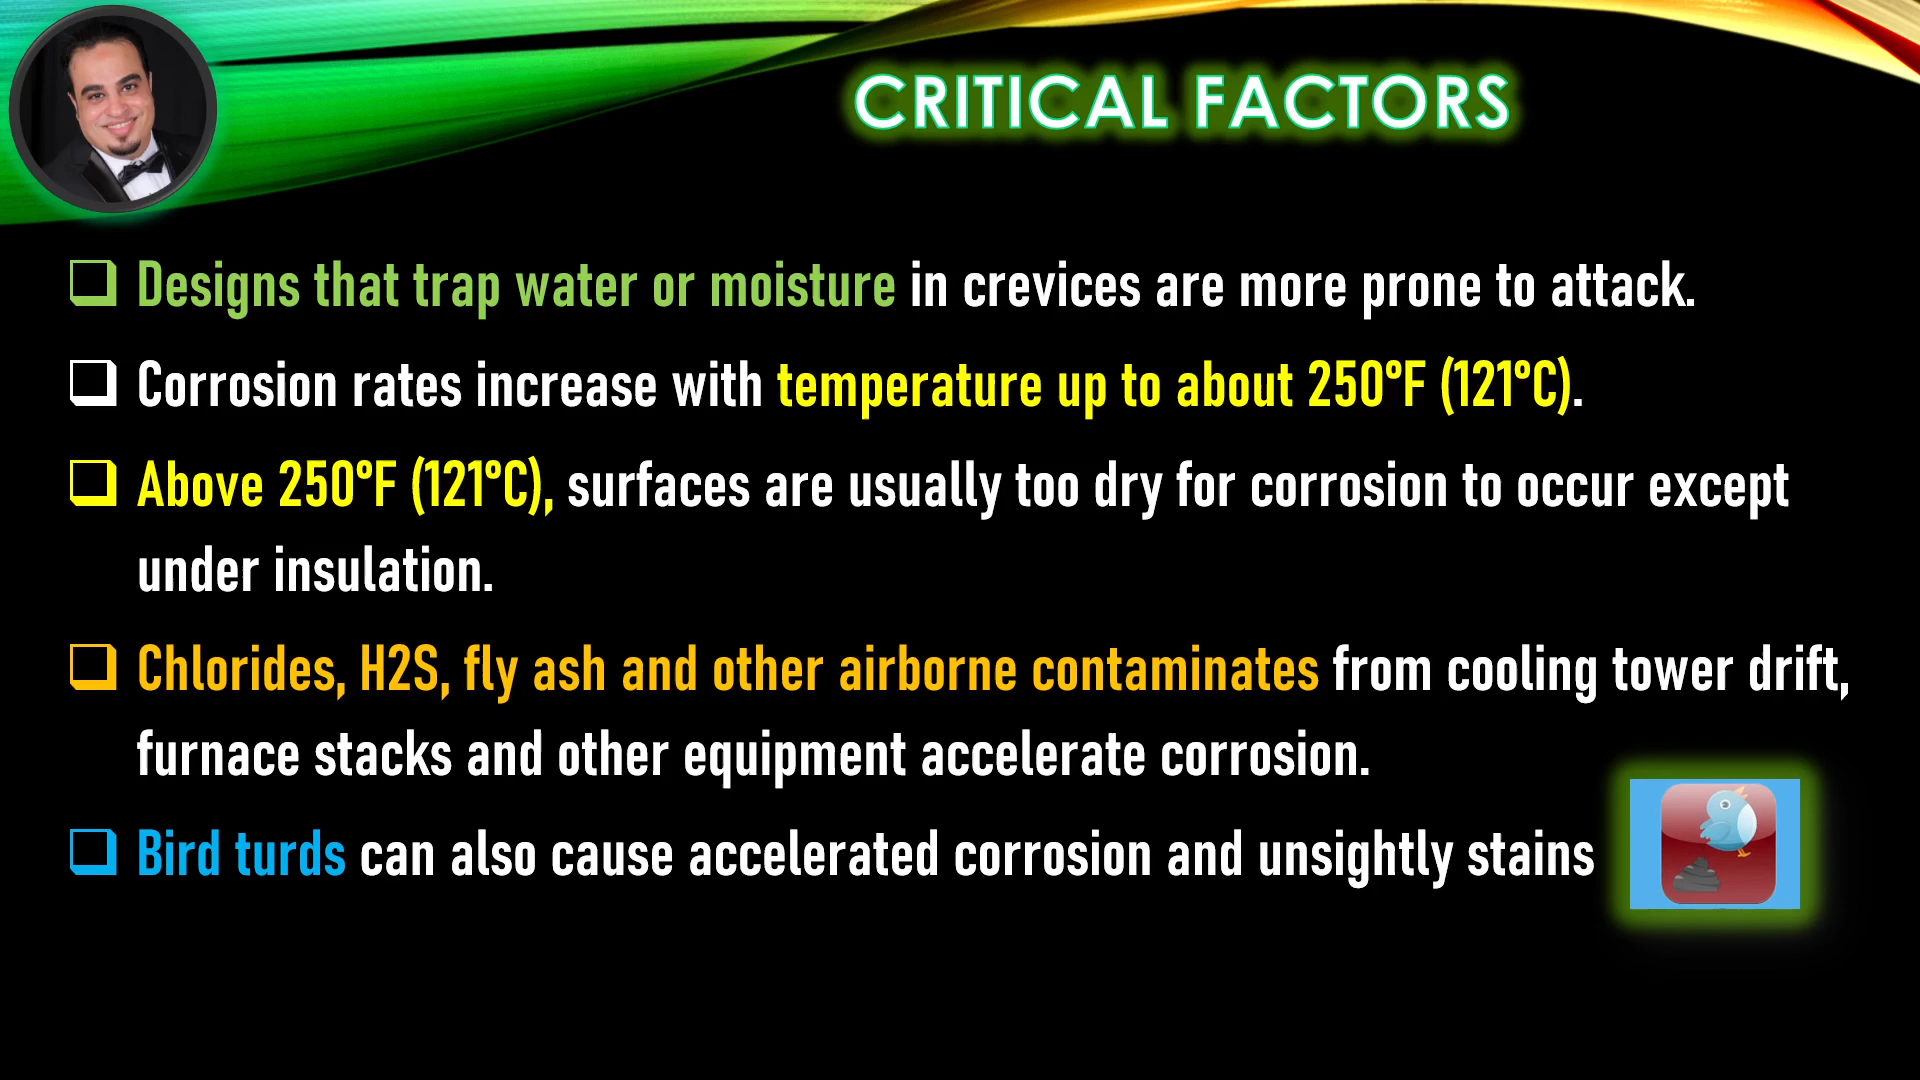 CRITICAL FACTORS
Designs that trap water or moisture in crevices are more prone to attack.
Corrosion rates increase with temperature up to about 250°F (121°C).
Above 250°F (121°C), surfaces are usually too dry for corrosion to occur except
under insulation.
Chlorides, H2S, fly ash and other airborne contaminates from cooling tower drift,
furnace stacks and other equipment accelerate corrosion.
Bird turds can also cause accelerated corrosion and unsightly stains